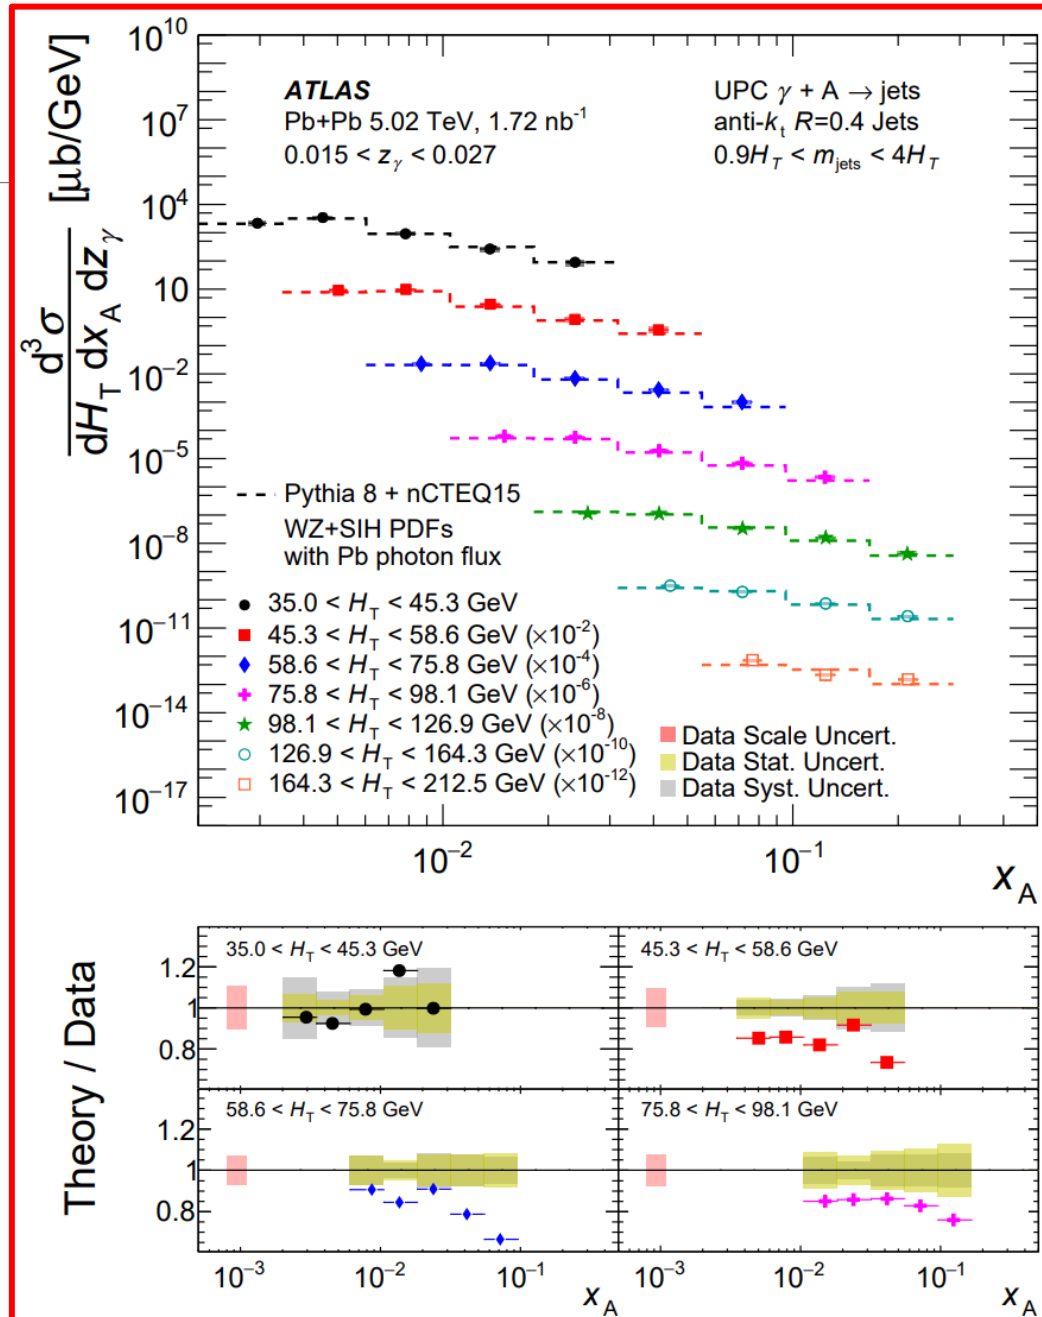 d³σ / dH_T dx_A dz_γ [μb/GeV]
10^10
10^7
10^4
10
10^−2
10^−5
10^−8
10^−11
10^−14
10^−17
ATLAS
Pb+Pb 5.02 TeV, 1.72 nb^-1
0.015 < z_γ < 0.027
UPC γ + A → jets
anti-k_t R=0.4 Jets
0.9H_T < m_jets < 4H_T
Pythia 8 + nCTEQ15
WZ+SIH PDFs
with Pb photon flux
35.0 < H_T < 45.3 GeV
45.3 < H_T < 58.6 GeV (×10^-2)
58.6 < H_T < 75.8 GeV (×10^-4)
75.8 < H_T < 98.1 GeV (×10^-6)
98.1 < H_T < 126.9 GeV (×10^-8)
126.9 < H_T < 164.3 GeV (×10^-10)
164.3 < H_T < 212.5 GeV (×10^-12)
Data Scale Uncert.
Data Stat. Uncert.
Data Syst. Uncert.
10^−2 10^−1
x_A
Theory / Data
35.0 < H_T < 45.3 GeV
45.3 < H_T < 58.6 GeV
1.2
1
0.8
58.6 < H_T < 75.8 GeV
75.8 < H_T < 98.1 GeV
1.2
1
0.8
10^−3 10^−2 10^−1 x_A
10^−3 10^−2 10^−1 x_A